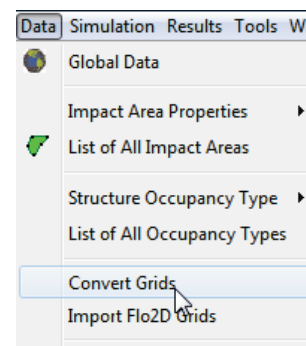 Data Simulation Results Tools W
Global Data
Impact Area Properties
List of All Impact Areas
Structure Occupancy Type
List of All Occupancy Types
Convert Grids
Import Flo2D Grids